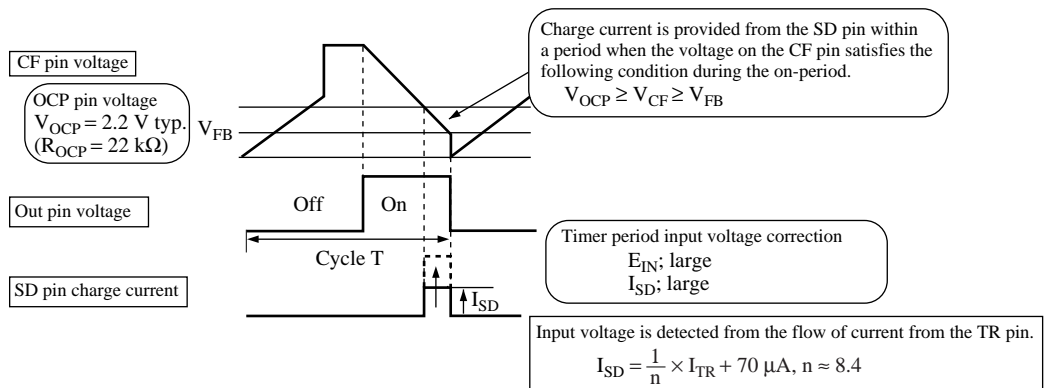 CF pin voltage
OCP pin voltage
V_OCP = 2.2 V typ.
(R_OCP = 22 kΩ)
V_FB
Charge current is provided from the SD pin within
a period when the voltage on the CF pin satisfies the
following condition during the on-period.
V_OCP ≥ V_CF ≥ V_FB
Out pin voltage
Off
On
Cycle T
Timer period input voltage correction
E_IN; large
I_SD; large
SD pin charge current
I_SD
Input voltage is detected from the flow of current from the TR pin.
I_SD = 1/n × I_TR + 70 μA, n ≈ 8.4